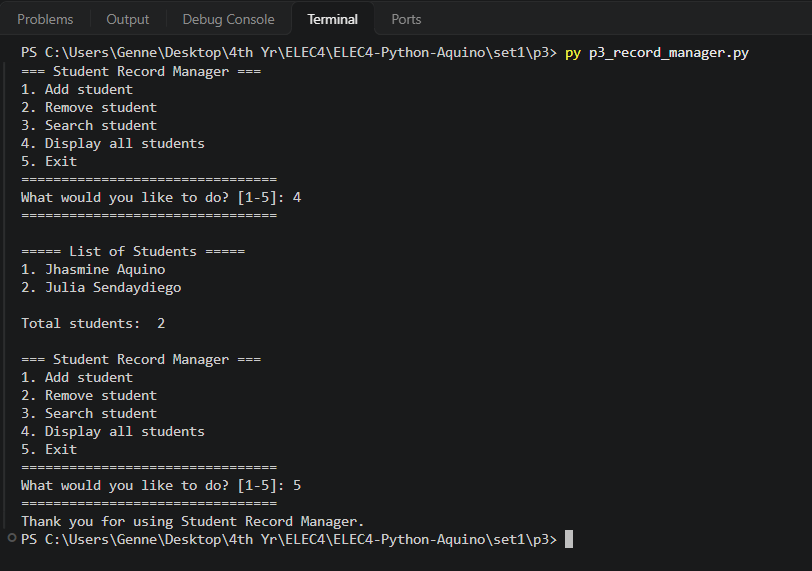 Problems Output Debug Console Terminal Ports
PS C:\Users\Genne\Desktop\4th Yr\ELEC4\ELEC4-Python-Aquino\set1\p3> py p3_record_manager.py
=== Student Record Manager ===
1. Add student
2. Remove student
3. Search student
4. Display all students
5. Exit
================================
What would you like to do? [1-5]: 4
================================

===== List of Students =====
1. Jhasmine Aquino
2. Julia Sendaydiego

Total students:  2

=== Student Record Manager ===
1. Add student
2. Remove student
3. Search student
4. Display all students
5. Exit
================================
What would you like to do? [1-5]: 5
================================
Thank you for using Student Record Manager.
PS C:\Users\Genne\Desktop\4th Yr\ELEC4\ELEC4-Python-Aquino\set1\p3>